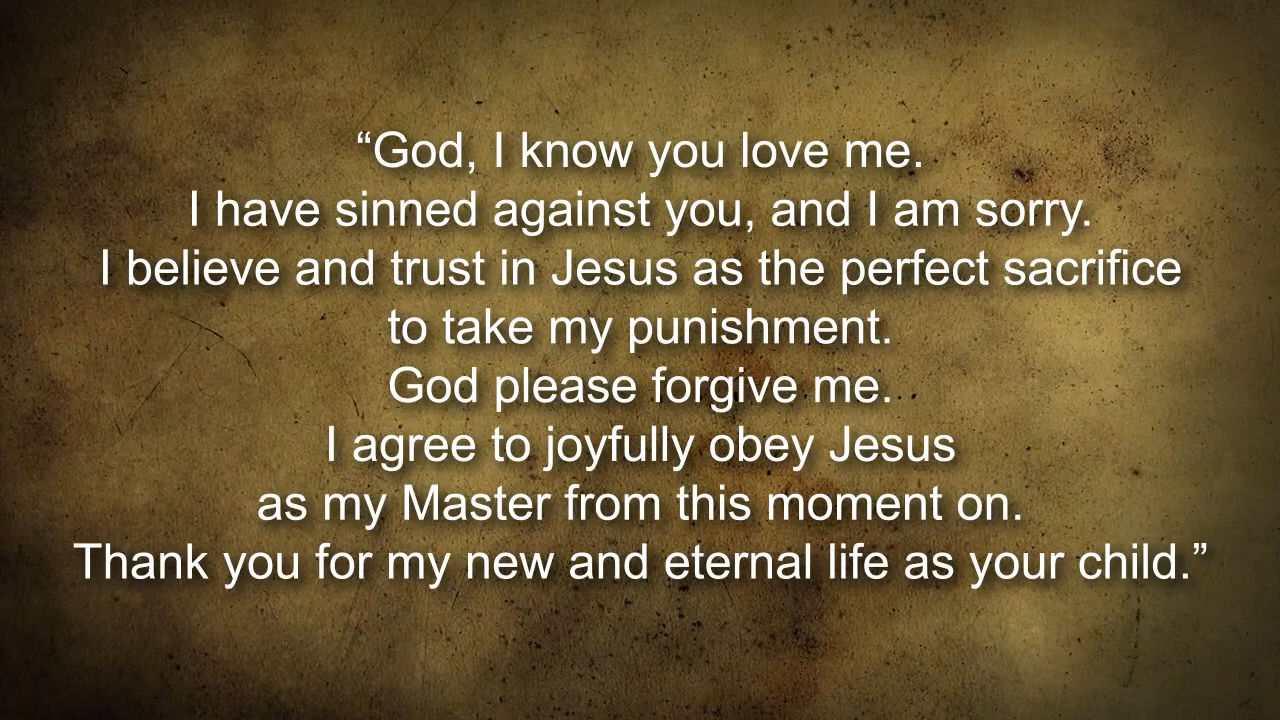 “God, I know you love me.
I have sinned against you, and I am sorry.
I believe and trust in Jesus as the perfect sacrifice
to take my punishment.
God please forgive me.
I agree to joyfully obey Jesus
as my Master from this moment on.
Thank you for my new and eternal life as your child.”